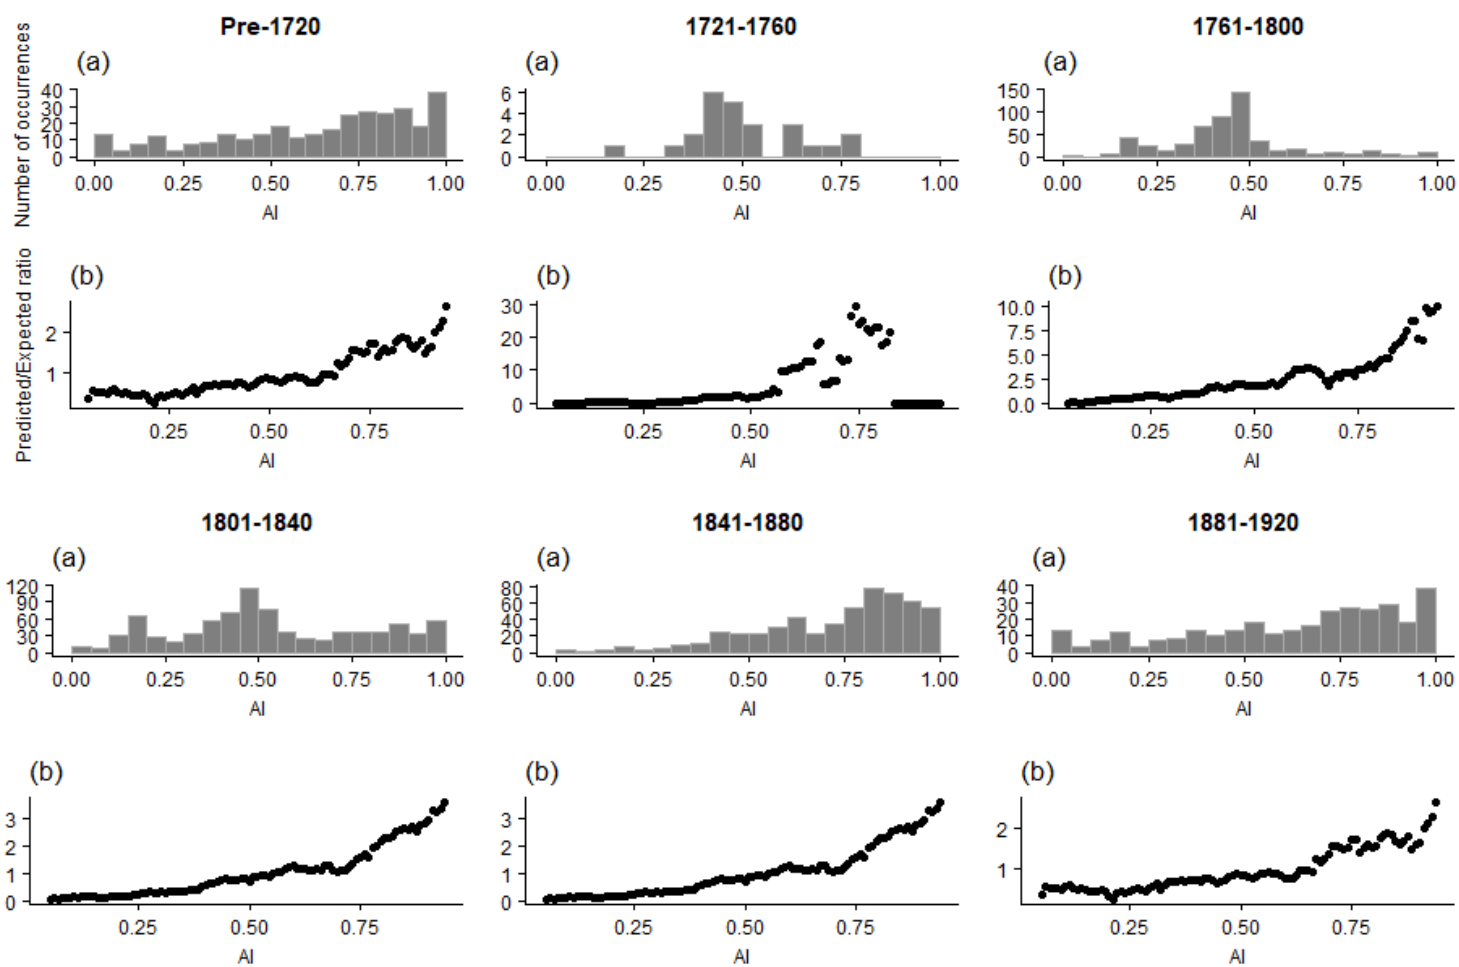 Pre-1720
1721-1760
1761-1800
Number of occurrences
(a)
40
30
20
10
0
0.00 0.25 0.50 0.75 1.00
AI
(a)
6
4
2
0
0.00 0.25 0.50 0.75 1.00
AI
(a)
150
100
50
0
0.00 0.25 0.50 0.75 1.00
AI
Predicted/Expected ratio
(b)
2
1
0.25 0.50 0.75
AI
(b)
30
20
10
0
0.25 0.50 0.75
AI
(b)
10.0
7.5
5.0
2.5
0.0
0.25 0.50 0.75
AI
1801-1840
1841-1880
1881-1920
(a)
120
90
60
30
0
0.00 0.25 0.50 0.75 1.00
AI
(a)
80
60
40
20
0
0.00 0.25 0.50 0.75 1.00
AI
(a)
40
30
20
10
0
0.00 0.25 0.50 0.75 1.00
AI
(b)
3
2
1
0
0.25 0.50 0.75
AI
(b)
3
2
1
0
0.25 0.50 0.75
AI
(b)
2
1
0.25 0.50 0.75
AI